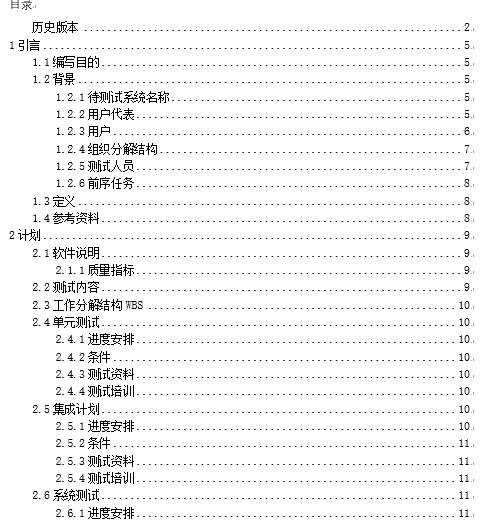 目录
历史版本 2
1 引言 5
1.1 编写目的 5
1.2 背景 5
1.2.1 待测试系统名称 5
1.2.2 用户代表 5
1.2.3 用户 6
1.2.4 组织分解结构 7
1.2.5 测试人员 7
1.2.6 前序任务 8
1.3 定义 8
1.4 参考资料 8
2 计划 9
2.1 软件说明 9
2.1.1 质量指标 9
2.2 测试内容 9
2.3 工作分解结构 WBS 10
2.4 单元测试 10
2.4.1 进度安排 10
2.4.2 条件 10
2.4.3 测试资料 10
2.4.4 测试培训 10
2.5 集成计划 10
2.5.1 进度安排 10
2.5.2 条件 11
2.5.3 测试资料 11
2.5.4 测试培训 11
2.6 系统测试 11
2.6.1 进度安排 11